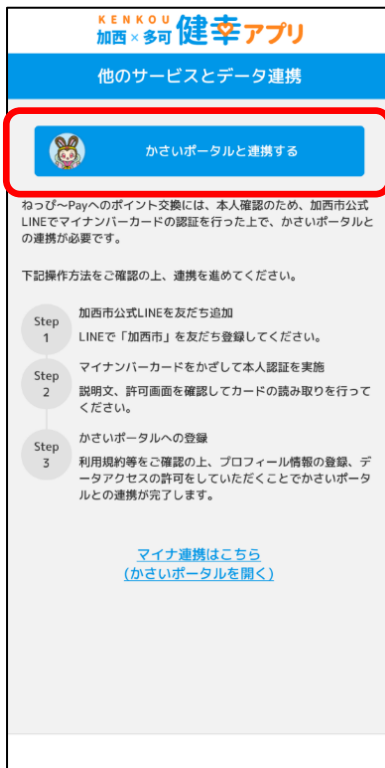 KENKOU
加西×多可 健幸アプリ
他のサービスとデータ連携
かさいポータルと連携する
ねっぴ～Payへのポイント交換には、本人確認のため、加西市公式
LINEでマイナンバーカードの認証を行った上で、かさいポータルと
の連携が必要です。
下記操作方法をご確認の上、連携を進めてください。
Step
1
加西市公式LINEを友だち追加
LINEで「加西市」を友だち登録してください。
Step
2
マイナンバーカードをかざして本人認証を実施
説明文、許可画面を確認してカードの読み取りを行って
ください。
Step
3
かさいポータルへの登録
利用規約等をご確認の上、プロフィール情報の登録、デ
ータアクセスの許可をしていただくことでかさいポータ
ルとの連携が完了します。
マイナ連携はこちら
(かさいポータルを開く)